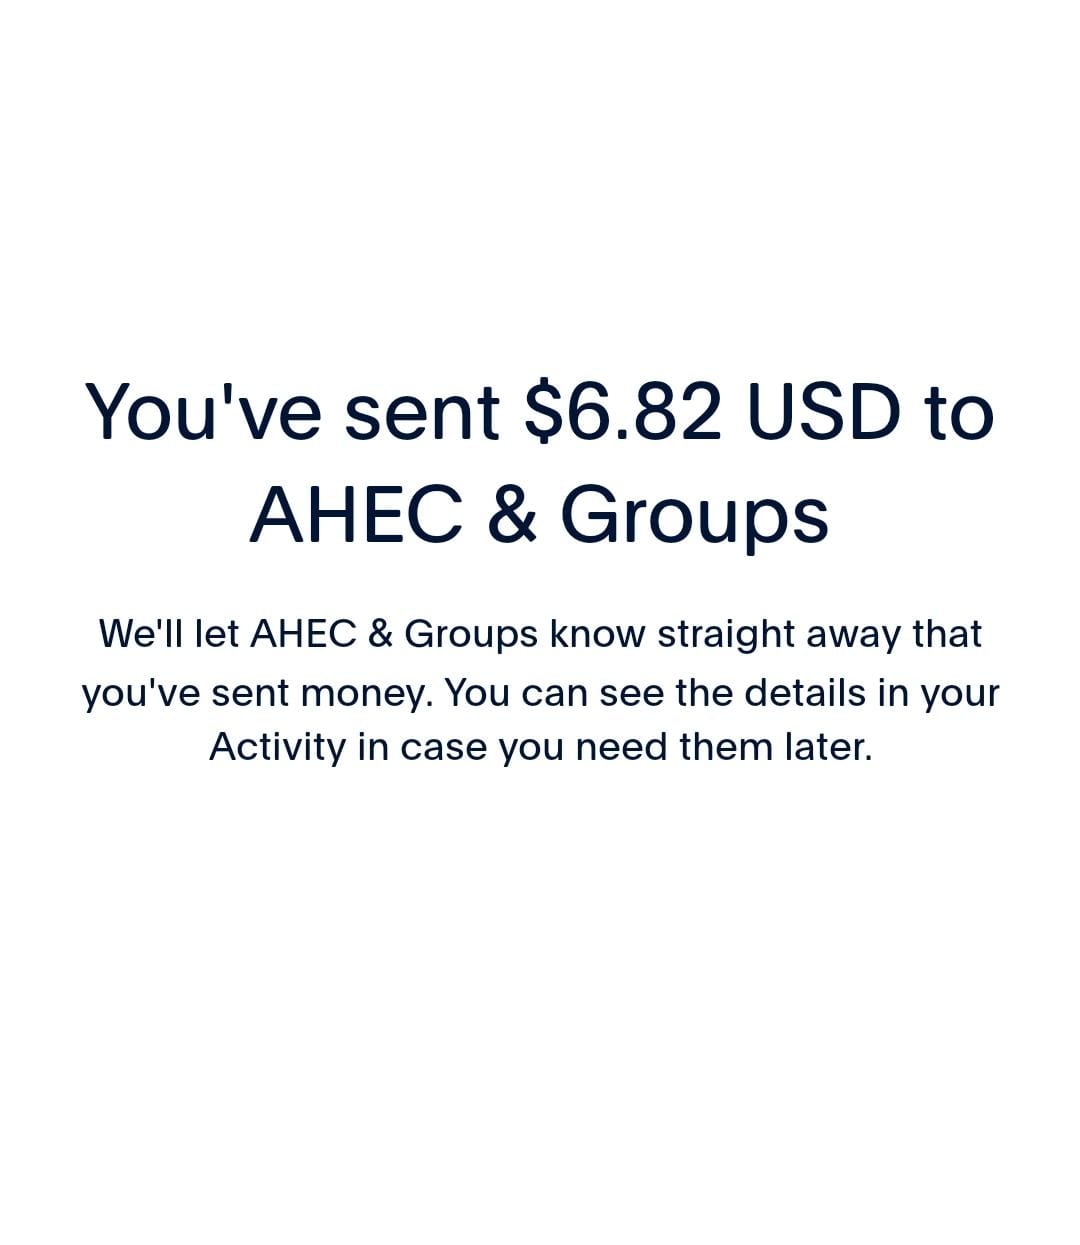 You've sent $6.82 USD to
AHEC & Groups
We'll let AHEC & Groups know straight away that
you've sent money. You can see the details in your
Activity in case you need them later.